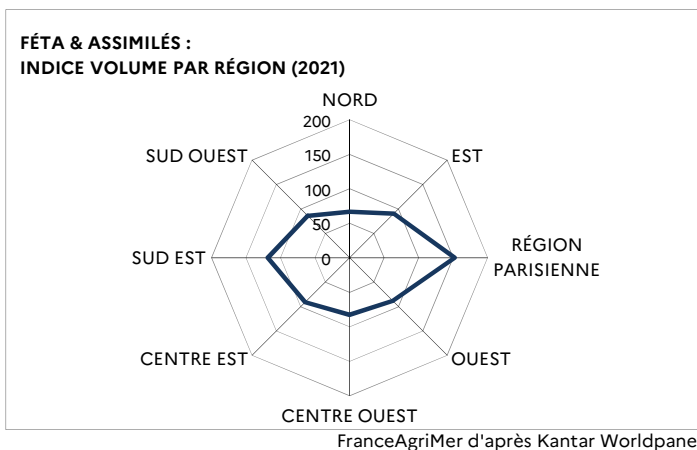 FÉTA & ASSIMILÉS :
INDICE VOLUME PAR RÉGION (2021)
NORD
200
SUD OUEST
EST
150
100
50
SUD EST
0
RÉGION
PARISIENNE
CENTRE EST
OUEST
CENTRE OUEST
FranceAgriMer d'après Kantar Worldpane